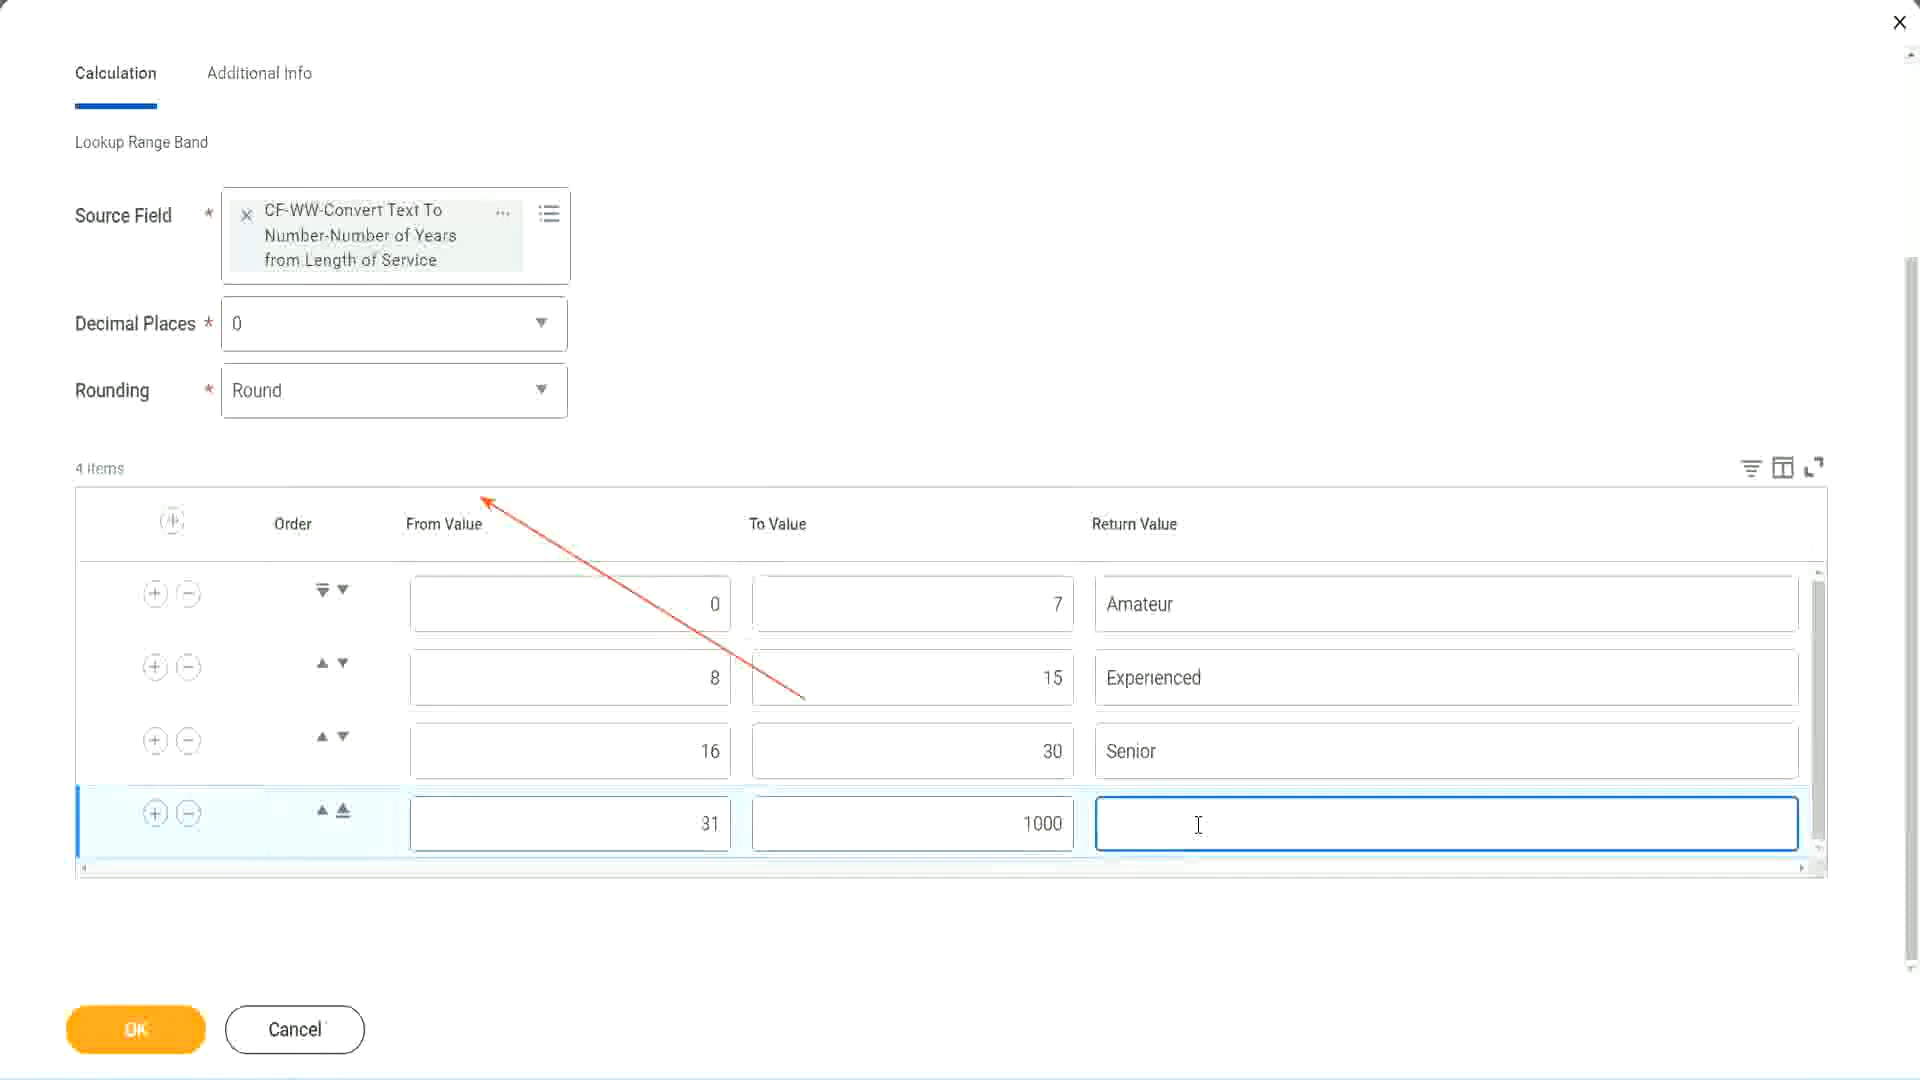 Calculation Additional Info
Lookup Range Band
Source Field * CF-WW-Convert Text To
Number-Number of Years
from Length of Service
Decimal Places * 0
Rounding * Round
4 items
Order From Value To Value Return Value
0 7 Amateur
8 15 Experienced
16 30 Senior
31 1000
OK Cancel